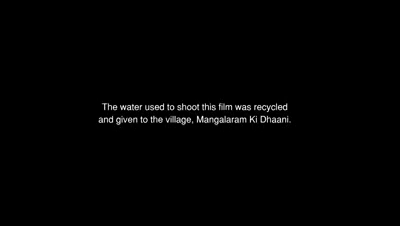 The water used to shoot this film was recycled
and given to the village, Mangalaram Ki Dhaani.